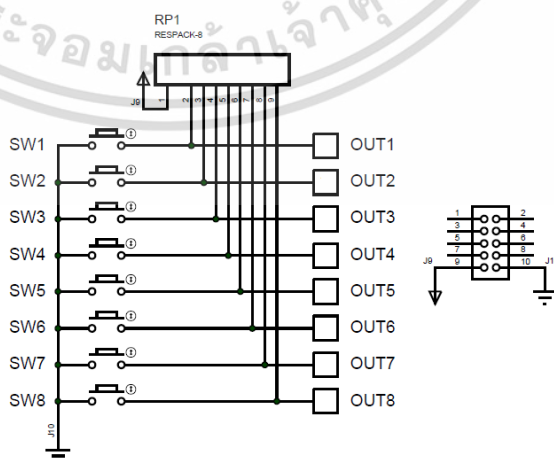 RP1
RESPACK-8
J9
1 2 3 4 5 6 7 8 9
SW1 OUT1
SW2 OUT2
SW3 OUT3
SW4 OUT4
SW5 OUT5
SW6 OUT6
SW7 OUT7
SW8 OUT8
J10
1 2
3 4
5 6
7 8
J9 9 10 J1